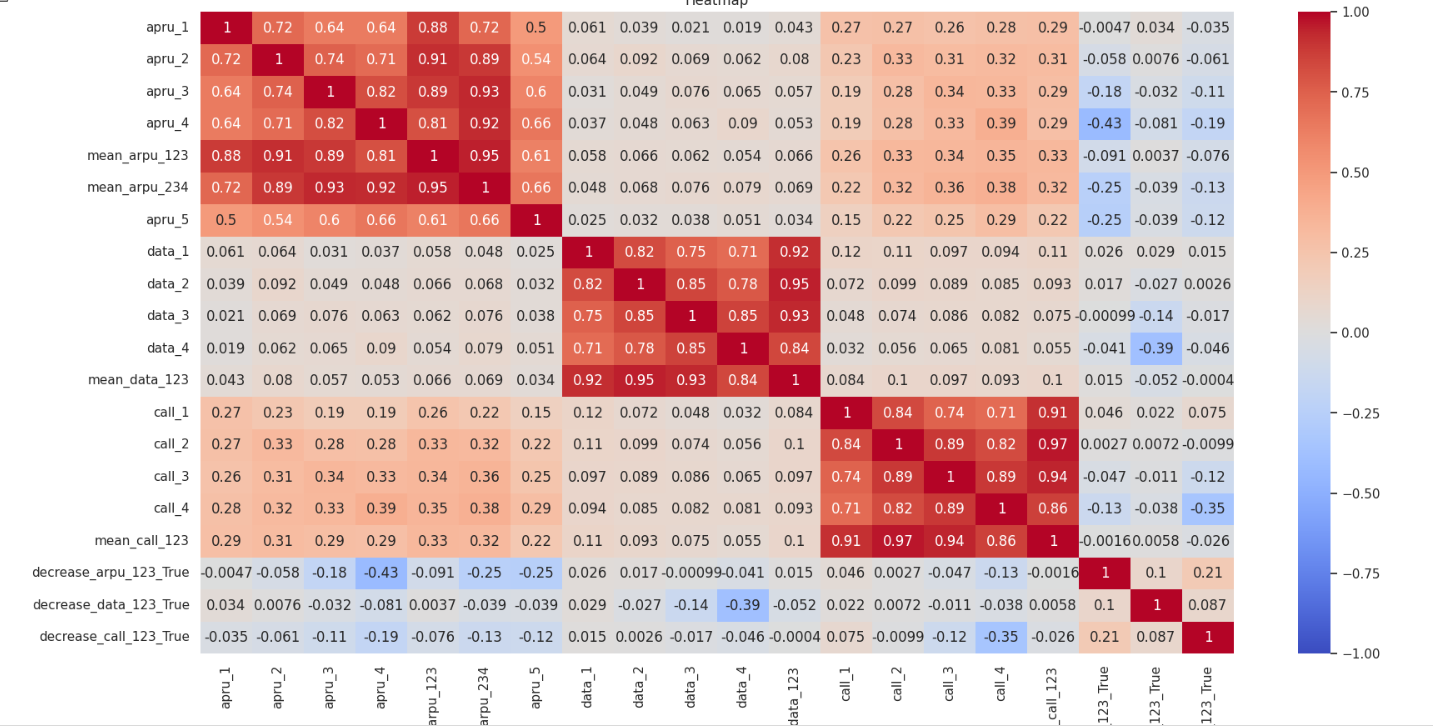 Heatmap
apru_1 1 0.72 0.64 0.64 0.88 0.72 0.5 0.061 0.039 0.021 0.019 0.043 0.27 0.27 0.26 0.28 0.29 -0.0047 0.034 -0.035
apru_2 0.72 1 0.74 0.71 0.91 0.89 0.54 0.064 0.092 0.069 0.062 0.08 0.23 0.33 0.31 0.32 0.31 -0.058 0.0076 -0.061
apru_3 0.64 0.74 1 0.82 0.89 0.93 0.6 0.031 0.049 0.076 0.065 0.057 0.19 0.28 0.34 0.33 0.29 -0.18 -0.032 -0.11
apru_4 0.64 0.71 0.82 1 0.81 0.92 0.66 0.037 0.048 0.063 0.09 0.053 0.19 0.28 0.33 0.39 0.29 -0.43 -0.081 -0.19
mean_arpu_123 0.88 0.91 0.89 0.81 1 0.95 0.61 0.058 0.066 0.062 0.054 0.066 0.26 0.33 0.34 0.35 0.33 -0.091 0.0037 -0.076
mean_arpu_234 0.72 0.89 0.93 0.92 0.95 1 0.66 0.048 0.068 0.076 0.079 0.069 0.22 0.32 0.36 0.38 0.32 -0.25 -0.039 -0.13
apru_5 0.5 0.54 0.6 0.66 0.61 0.66 1 0.025 0.032 0.038 0.051 0.034 0.15 0.22 0.25 0.29 0.22 -0.25 -0.039 -0.12
data_1 0.061 0.064 0.031 0.037 0.058 0.048 0.025 1 0.82 0.75 0.71 0.92 0.12 0.11 0.097 0.094 0.11 0.026 0.029 0.015
data_2 0.039 0.092 0.049 0.048 0.066 0.068 0.032 0.82 1 0.85 0.78 0.95 0.072 0.099 0.089 0.085 0.093 0.017 -0.027 0.0026
data_3 0.021 0.069 0.076 0.063 0.062 0.076 0.038 0.75 0.85 1 0.85 0.93 0.048 0.074 0.086 0.082 0.075 -0.00099 -0.14 -0.017
data_4 0.019 0.062 0.065 0.09 0.054 0.079 0.051 0.71 0.78 0.85 1 0.84 0.032 0.056 0.065 0.081 0.055 -0.041 -0.39 -0.046
mean_data_123 0.043 0.08 0.057 0.053 0.066 0.069 0.034 0.92 0.95 0.93 0.84 1 0.084 0.1 0.097 0.093 0.1 0.015 -0.052 -0.0004
call_1 0.27 0.23 0.19 0.19 0.26 0.22 0.15 0.12 0.072 0.048 0.032 0.084 1 0.84 0.74 0.71 0.91 0.046 0.022 0.075
call_2 0.27 0.33 0.28 0.28 0.33 0.32 0.22 0.11 0.099 0.074 0.056 0.1 0.84 1 0.89 0.82 0.97 0.0027 0.0072 -0.0099
call_3 0.26 0.31 0.34 0.33 0.34 0.36 0.25 0.097 0.089 0.086 0.065 0.097 0.74 0.89 1 0.89 0.94 -0.047 -0.011 -0.12
call_4 0.28 0.32 0.33 0.39 0.35 0.38 0.29 0.094 0.085 0.082 0.081 0.093 0.71 0.82 0.89 1 0.86 -0.13 -0.038 -0.35
mean_call_123 0.29 0.31 0.29 0.29 0.33 0.32 0.22 0.11 0.093 0.075 0.055 0.1 0.91 0.97 0.94 0.86 1 -0.0016 0.0058 -0.026
decrease_arpu_123_True -0.0047 -0.058 -0.18 -0.43 -0.091 -0.25 -0.25 0.026 0.017 -0.00099 -0.041 0.015 0.046 0.0027 -0.047 -0.13 -0.0016 1 0.1 0.21
decrease_data_123_True 0.034 0.0076 -0.032 -0.081 0.0037 -0.039 -0.039 0.029 -0.027 -0.14 -0.39 -0.052 0.022 0.0072 -0.011 -0.038 0.0058 0.1 1 0.087
decrease_call_123_True -0.035 -0.061 -0.11 -0.19 -0.076 -0.13 -0.12 0.015 0.0026 -0.017 -0.046 -0.0004 0.075 -0.0099 -0.12 -0.35 -0.026 0.21 0.087 1
apru_1 apru_2 apru_3 apru_4 arpu_123 arpu_234 apru_5 data_1 data_2 data_3 data_4 data_123 call_1 call_2 call_3 call_4 _call_123 _123_True _123_True _123_True
1.00
0.75
0.50
0.25
0.00
−0.25
−0.50
−0.75
−1.00